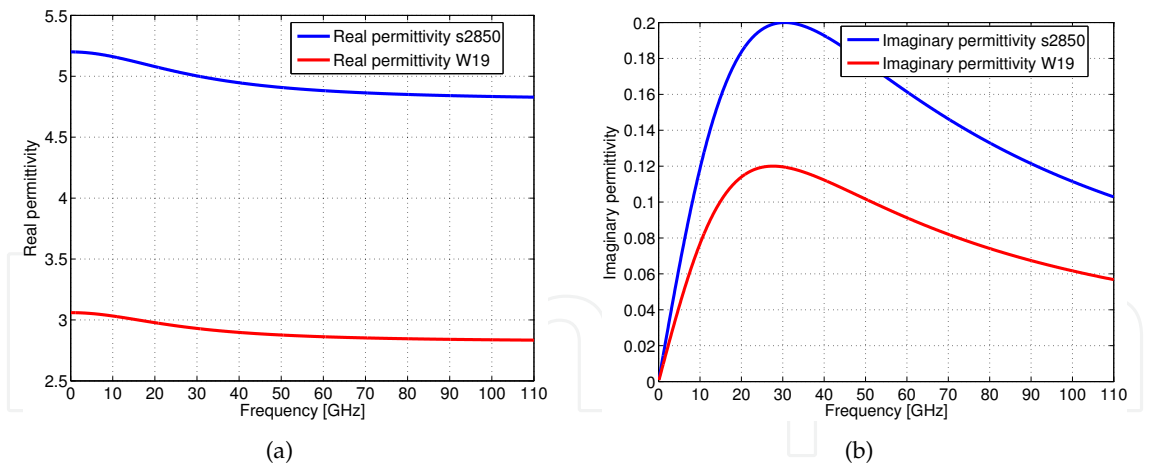 5.5
5
4.5
4
3.5
3
2.5
Real permittivity
Real permittivity s2850
Real permittivity W19
0 10 20 30 40 50 60 70 80 90 100 110
Frequency [GHz]
(a)
0.2
0.18
0.16
0.14
0.12
0.1
0.08
0.06
0.04
0.02
0
Imaginary permittivity
Imaginary permittivity s2850
Imaginary permittivity W19
0 10 20 30 40 50 60 70 80 90 100 110
Frequency [GHz]
(b)